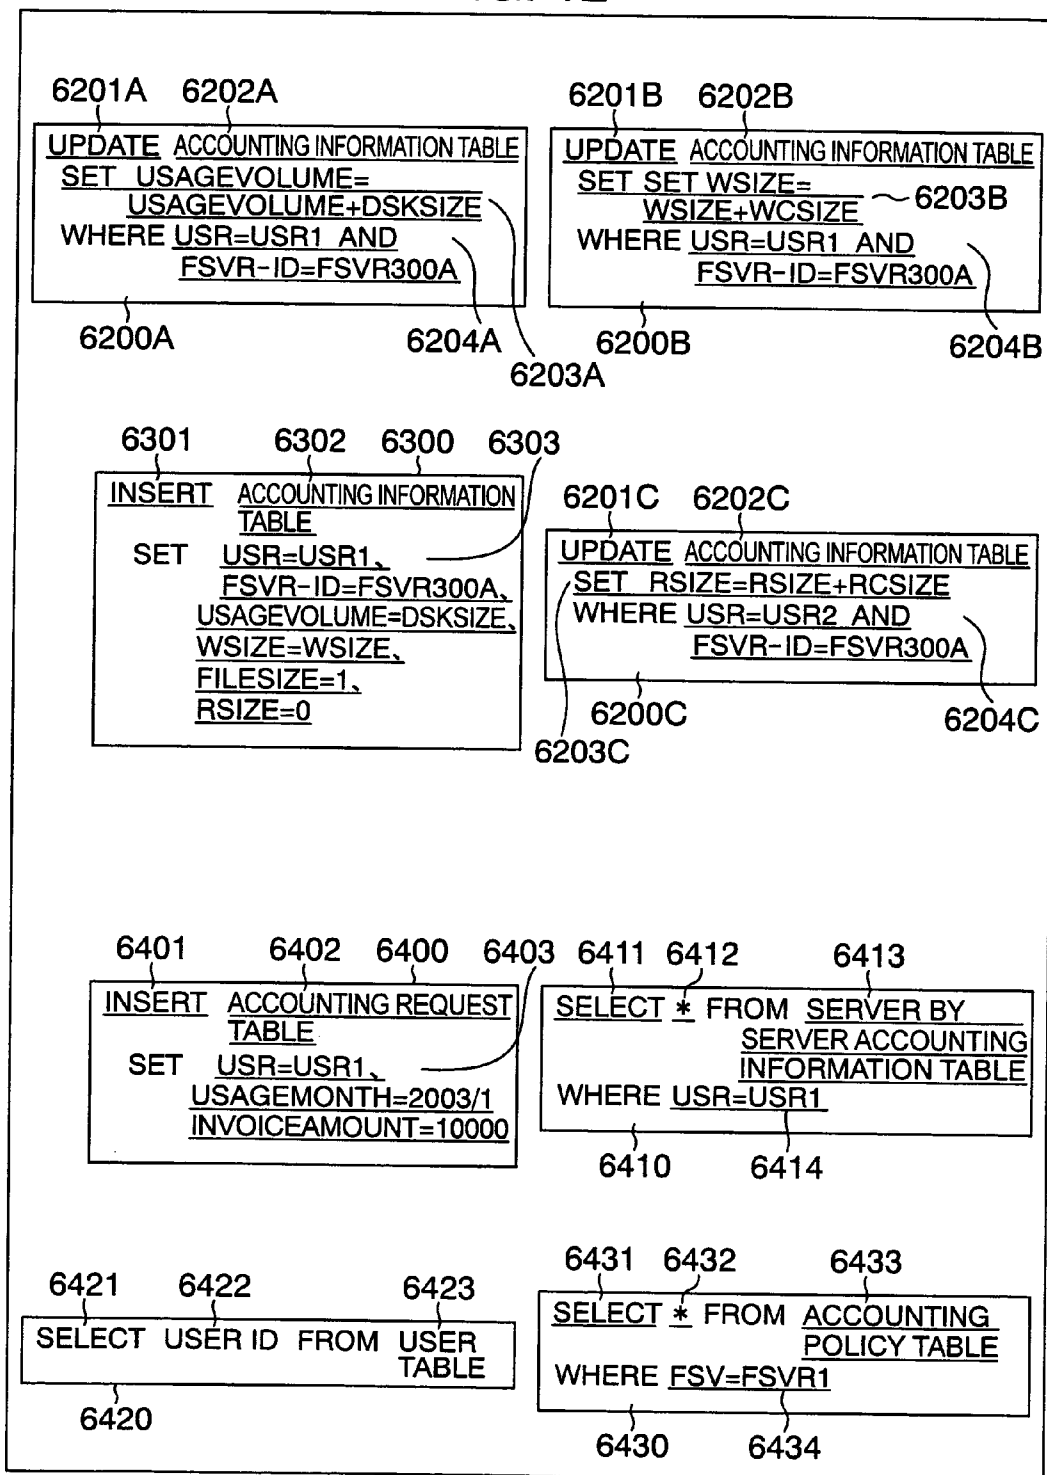 6201A 6202A
UPDATE ACCOUNTING INFORMATION TABLE
SET USAGEVOLUME=
USAGEVOLUME+DSKSIZE
WHERE USR=USR1 AND
FSVR-ID=FSVR300A
6200A 6204A
6203A
6201B 6202B
UPDATE ACCOUNTING INFORMATION TABLE
SET SET WSIZE=
WSIZE+WCSIZE
6203B
WHERE USR=USR1 AND
FSVR-ID=FSVR300A
6200B 6204B
6301 6302 6300 6303
INSERT ACCOUNTING INFORMATION
TABLE
SET USR=USR1、
FSVR-ID=FSVR300A、
USAGEVOLUME=DSKSIZE、
WSIZE=WSIZE、
FILESIZE=1、
RSIZE=0
6201C 6202C
UPDATE ACCOUNTING INFORMATION TABLE
SET RSIZE=RSIZE+RCSIZE
WHERE USR=USR2 AND
FSVR-ID=FSVR300A
6200C 6204C
6203C
6401 6402 6400 6403
INSERT ACCOUNTING REQUEST
TABLE
SET USR=USR1、
USAGEMONTH=2003/1
INVOICEAMOUNT=10000
6411 6412 6413
SELECT * FROM SERVER BY
SERVER ACCOUNTING
INFORMATION TABLE
WHERE USR=USR1
6410 6414
6421 6422 6423
SELECT USER ID FROM USER
TABLE
6420
6431 6432 6433
SELECT * FROM ACCOUNTING
POLICY TABLE
WHERE FSV=FSVR1
6430 6434